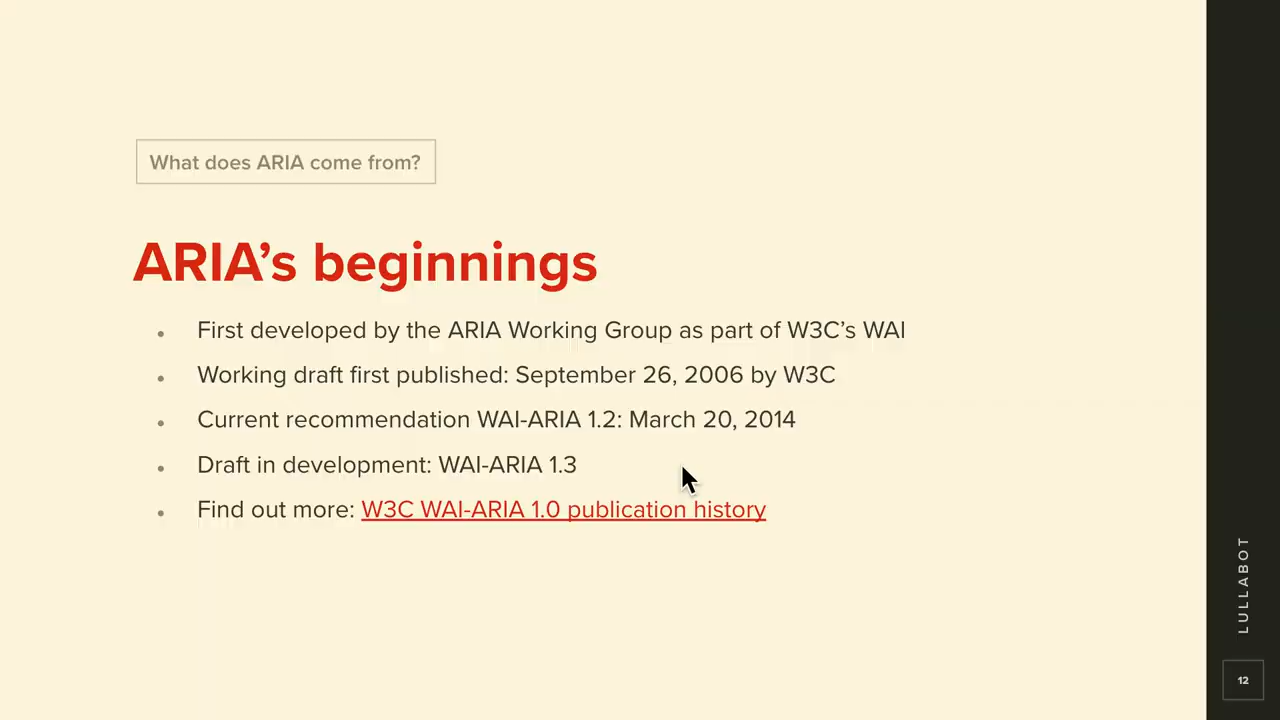 What does ARIA come from?
ARIA’s beginnings
First developed by the ARIA Working Group as part of W3C’s WAI
Working draft first published: September 26, 2006 by W3C
Current recommendation WAI-ARIA 1.2: March 20, 2014
Draft in development: WAI-ARIA 1.3
Find out more: W3C WAI-ARIA 1.0 publication history
LULLABOT
12